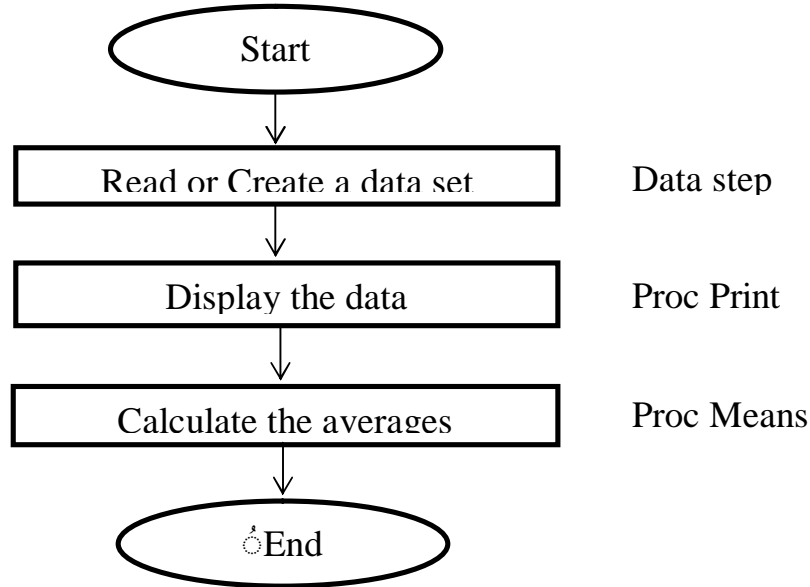 Start
Read or Create a data set
Data step
Display the data
Proc Print
Calculate the averages
Proc Means
End